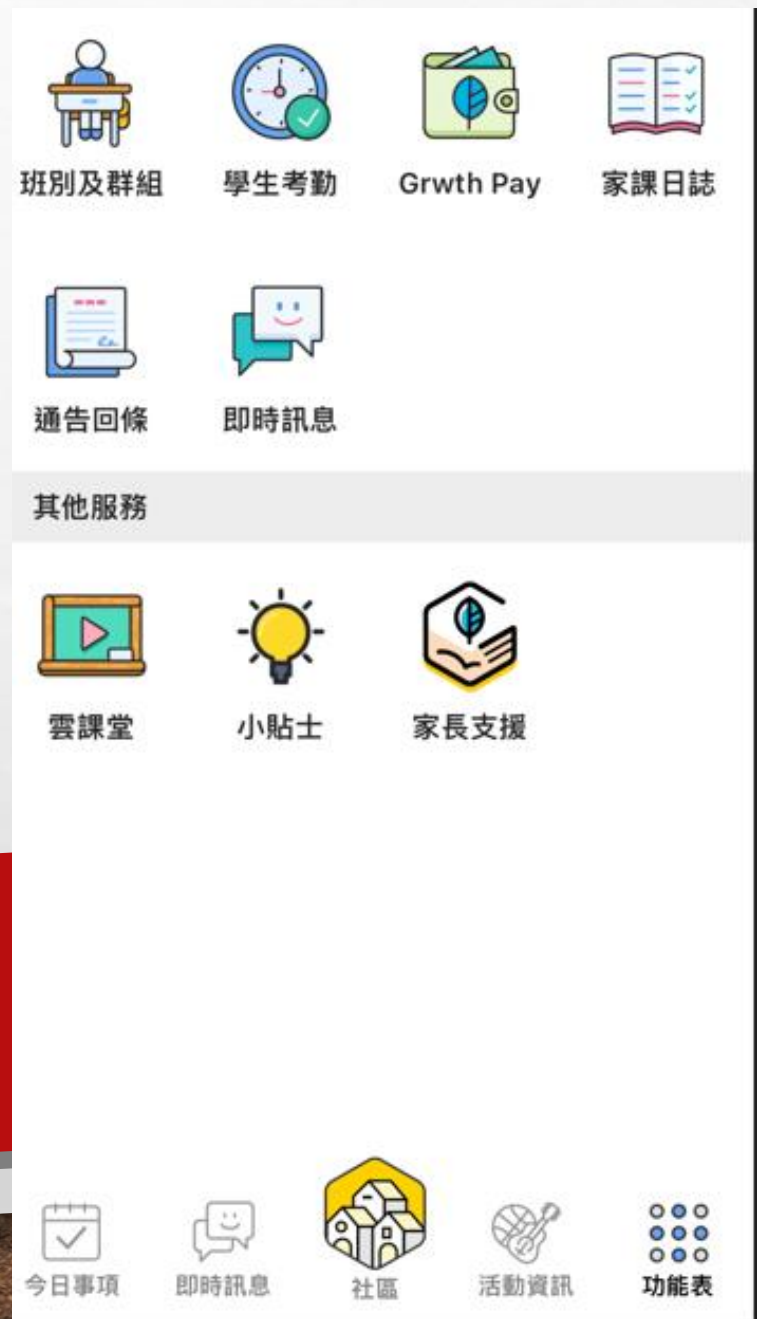 班別及群組 學生考勤 Grwth Pay 家課日誌
通告回條 即時訊息
其他服務
雲課堂 小貼士 家長支援
今日事項 即時訊息 社區 活動資訊 功能表